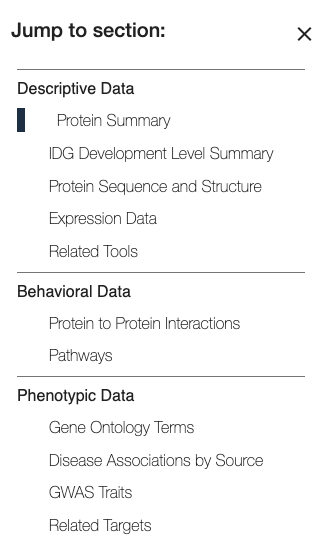 Jump to section:
Descriptive Data
Protein Summary
IDG Development Level Summary
Protein Sequence and Structure
Expression Data
Related Tools
Behavioral Data
Protein to Protein Interactions
Pathways
Phenotypic Data
Gene Ontology Terms
Disease Associations by Source
GWAS Traits
Related Targets